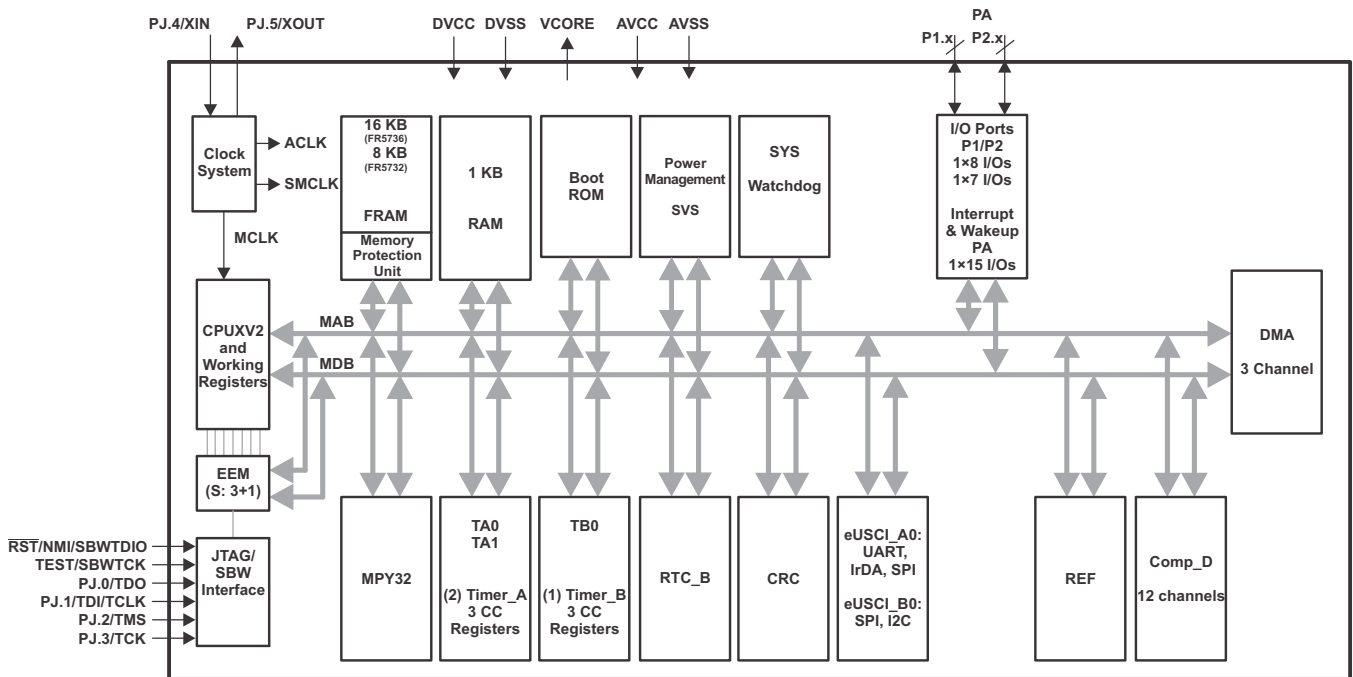 PJ.4/XIN
PJ.5/XOUT
DVCC
DVSS
VCORE
AVCC
AVSS
PA
P1.x
P2.x
Clock
System
ACLK
SMCLK
MCLK
16 KB
(FR5736)
8 KB
(FR5732)
FRAM
Memory
Protection
Unit
1 KB
RAM
Boot
ROM
Power
Management
SVS
SYS
Watchdog
I/O Ports
P1/P2
1×8 I/Os
1×7 I/Os
Interrupt
& Wakeup
PA
1×15 I/Os
CPUXV2
and
Working
Registers
MAB
MDB
DMA
3 Channel
EEM
(S: 3+1)
RST/NMI/SBWTDIO
TEST/SBWTCK
PJ.0/TDO
PJ.1/TDI/TCLK
PJ.2/TMS
PJ.3/TCK
JTAG/
SBW
Interface
MPY32
TA0
TA1
(2) Timer_A
3 CC
Registers
TB0
(1) Timer_B
3 CC
Registers
RTC_B
CRC
eUSCI_A0:
UART,
IrDA, SPI
eUSCI_B0:
SPI, I2C
REF
Comp_D
12 channels